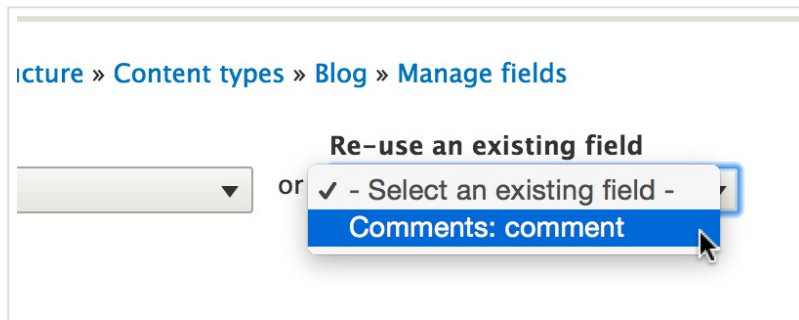 ucture » Content types » Blog » Manage fields
Re-use an existing field
or ✓ - Select an existing field -
Comments: comment